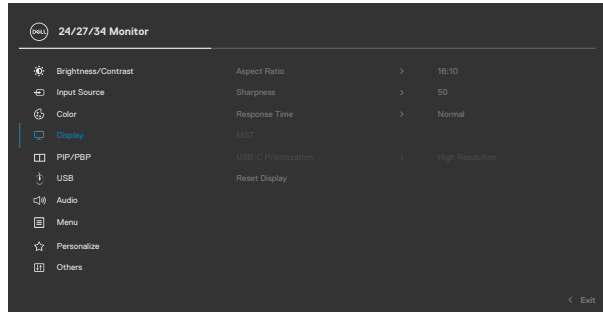 DELL 24/27/34 Monitor
Brightness/Contrast Aspect Ratio > 16:10
Input Source Sharpness > 50
Color Response Time > Normal
Display MST
PIP/PBP USB-C Prioritization > High Resolution
USB Reset Display
Audio
Menu
Personalize
Others
< Exit